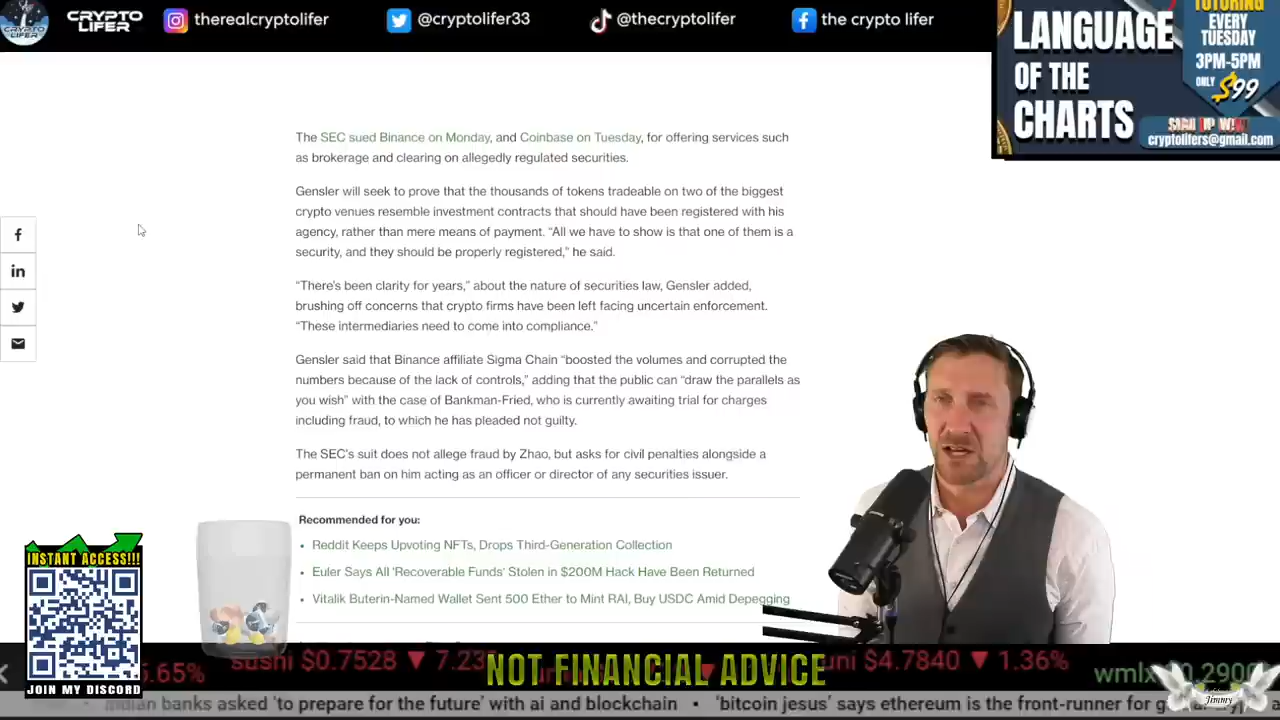 CRYPTO
LIFER
therealcryptolifer
@cryptolifer33
@thecryptolifer
the crypto lifer
CRYPTO
LIFER
LANGUAGE
OF THE
CHARTS
TUTORING
EVERY
TUESDAY
3PM-5PM
ONLY $99
SIGN UP NOW
cryptolifers@gmail.com
The SEC sued Binance on Monday, and Coinbase on Tuesday, for offering services such
as brokerage and clearing on allegedly regulated securities.
Gensler will seek to prove that the thousands of tokens tradeable on two of the biggest
crypto venues resemble investment contracts that should have been registered with his
agency, rather than mere means of payment. “All we have to show is that one of them is a
security, and they should be properly registered,” he said.
“There’s been clarity for years,” about the nature of securities law, Gensler added,
brushing off concerns that crypto firms have been left facing uncertain enforcement.
“These intermediaries need to come into compliance.”
Gensler said that Binance affiliate Sigma Chain “boosted the volumes and corrupted the
numbers because of the lack of controls,” adding that the public can “draw the parallels as
you wish” with the case of Bankman-Fried, who is currently awaiting trial for charges
including fraud, to which he has pleaded not guilty.
The SEC’s suit does not allege fraud by Zhao, but asks for civil penalties alongside a
permanent ban on him acting as an officer or director of any securities issuer.
Recommended for you:
• Reddit Keeps Upvoting NFTs, Drops Third-Generation Collection
• Euler Says All 'Recoverable Funds' Stolen in $200M Hack Have Been Returned
• Vitalik Buterin-Named Wallet Sent 500 Ether to Mint RAI, Buy USDC Amid Depegging
INSTANT ACCESS!!!
JOIN MY DISCORD
5.65% sushi $0.7528 ▼ 7.23 uni $4.7840 ▼ 1.36% wmlx
NOT FINANCIAL ADVICE
Jimmy
indian banks asked 'to prepare for the future' with ai and blockchain • 'bitcoin jesus' says ethereum is the front-runner for